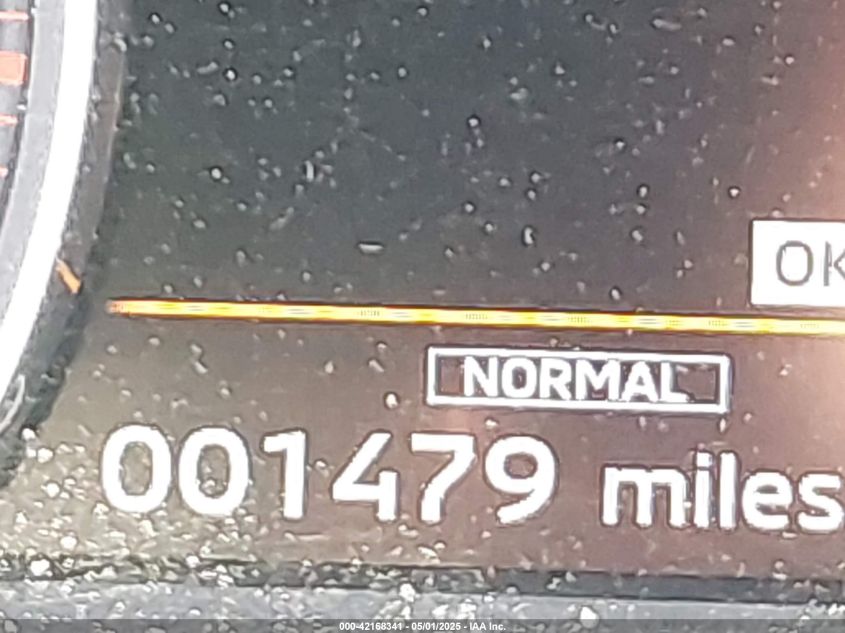 OK
NORMAL
001479 miles
000-42168341 - 05/01/2025 - IAA Inc.